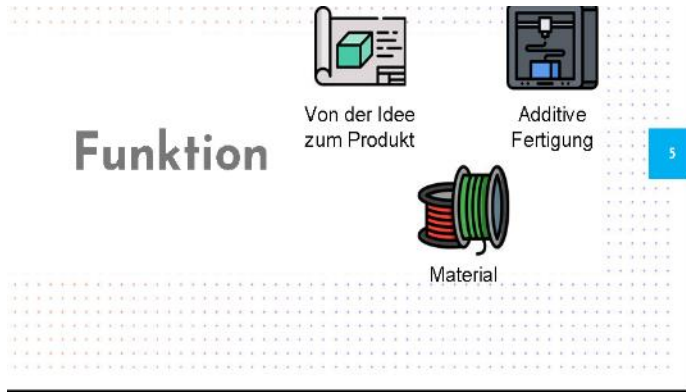 Funktion
Von der Idee
zum Produkt
Additive
Fertigung
Material
5